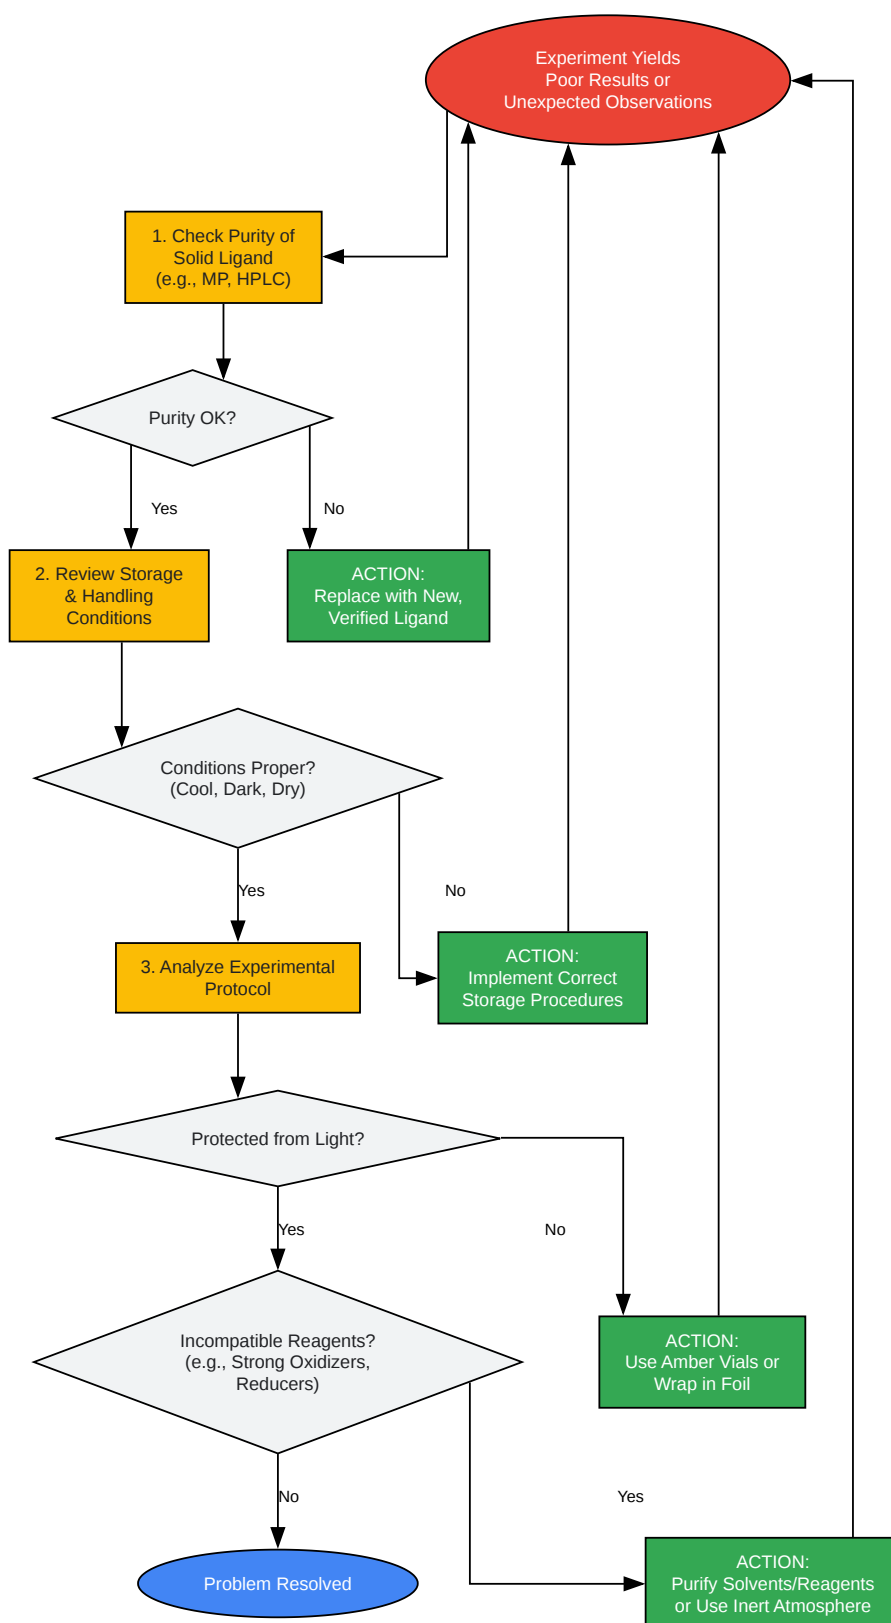 Experiment Yields
Poor Results or
Unexpected Observations
1. Check Purity of
Solid Ligand
(e.g., MP, HPLC)
Purity OK?
Yes
No
2. Review Storage
& Handling
Conditions
ACTION:
Replace with New,
Verified Ligand
Conditions Proper?
(Cool, Dark, Dry)
Yes
No
3. Analyze Experimental
Protocol
ACTION:
Implement Correct
Storage Procedures
Protected from Light?
Yes
No
Incompatible Reagents?
(e.g., Strong Oxidizers,
Reducers)
ACTION:
Use Amber Vials or
Wrap in Foil
No
Yes
Problem Resolved
ACTION:
Purify Solvents/Reagents
or Use Inert Atmosphere